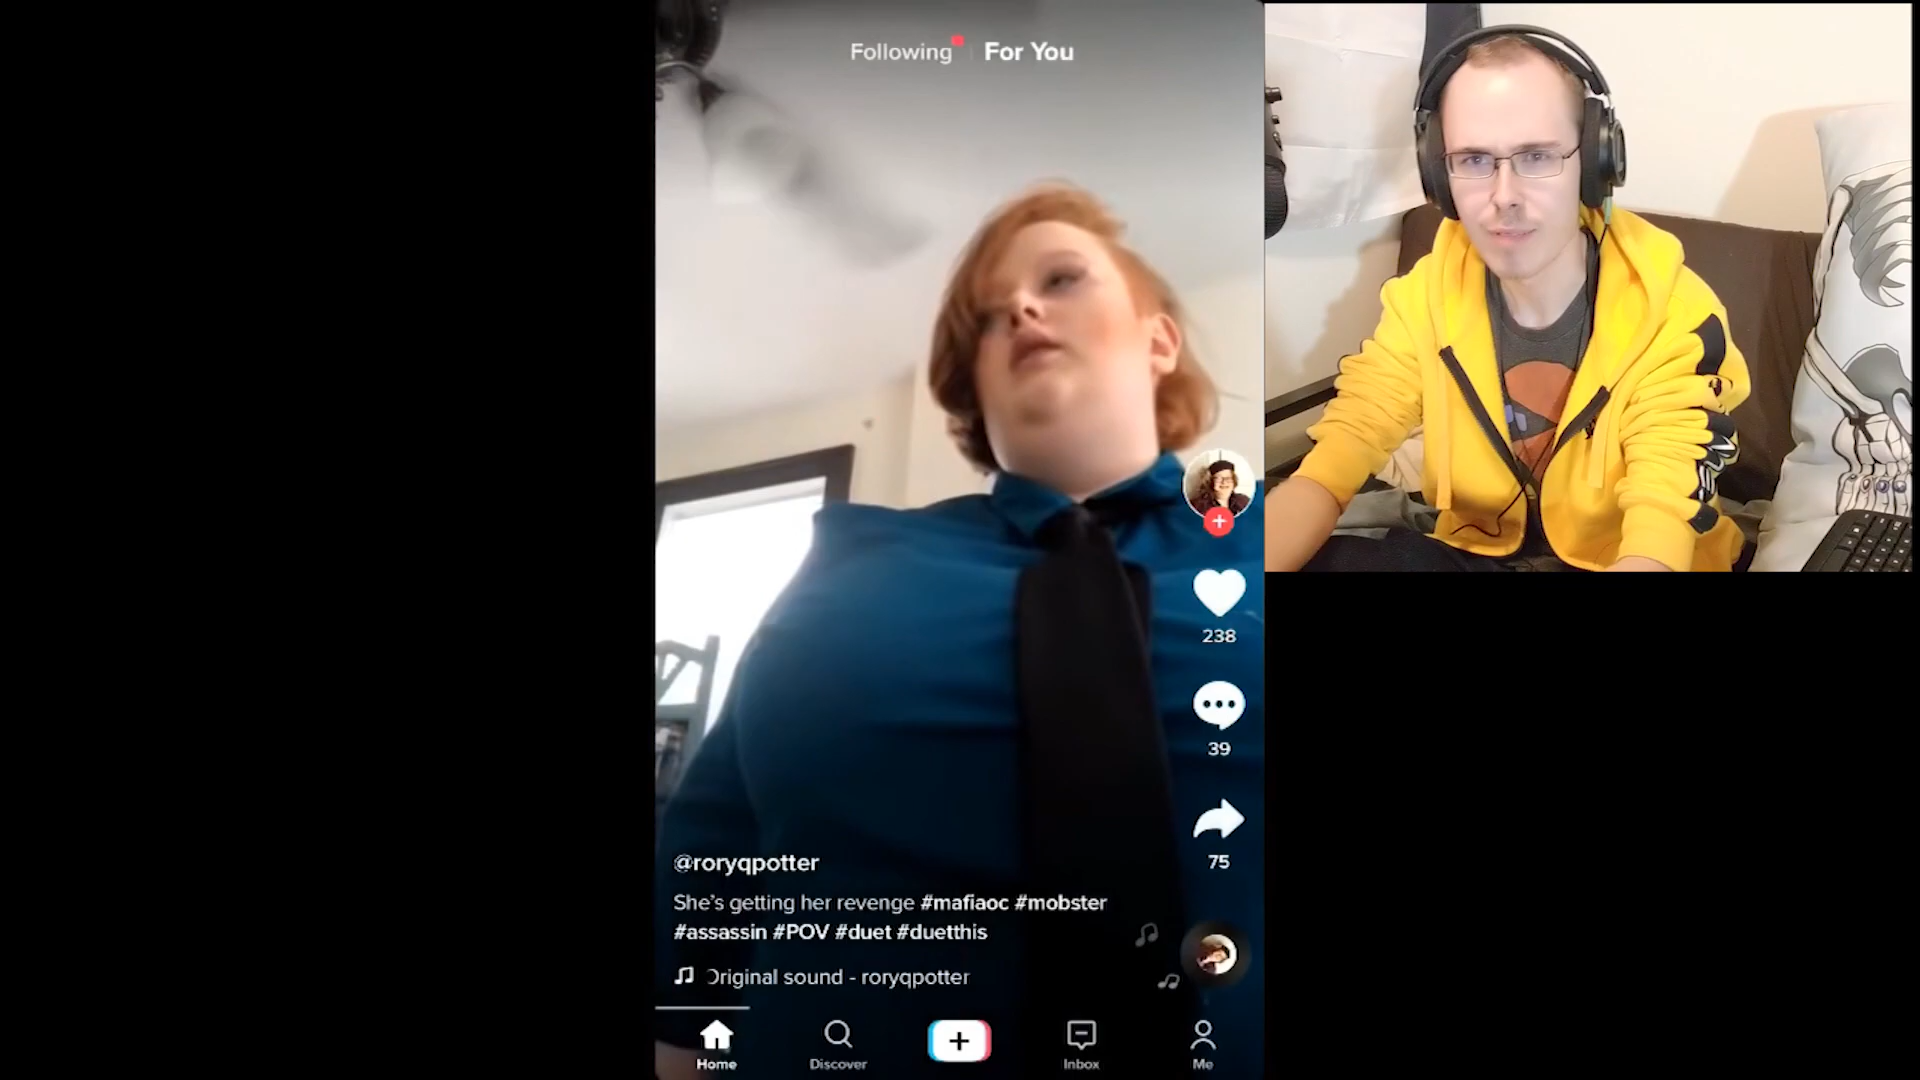 Following For You
238
39
75
@roryqpotter
She's getting her revenge #mafiaoc #mobster
#assassin #POV #duet #duetthis
Original sound - roryqpotter
Home Discover Inbox Me